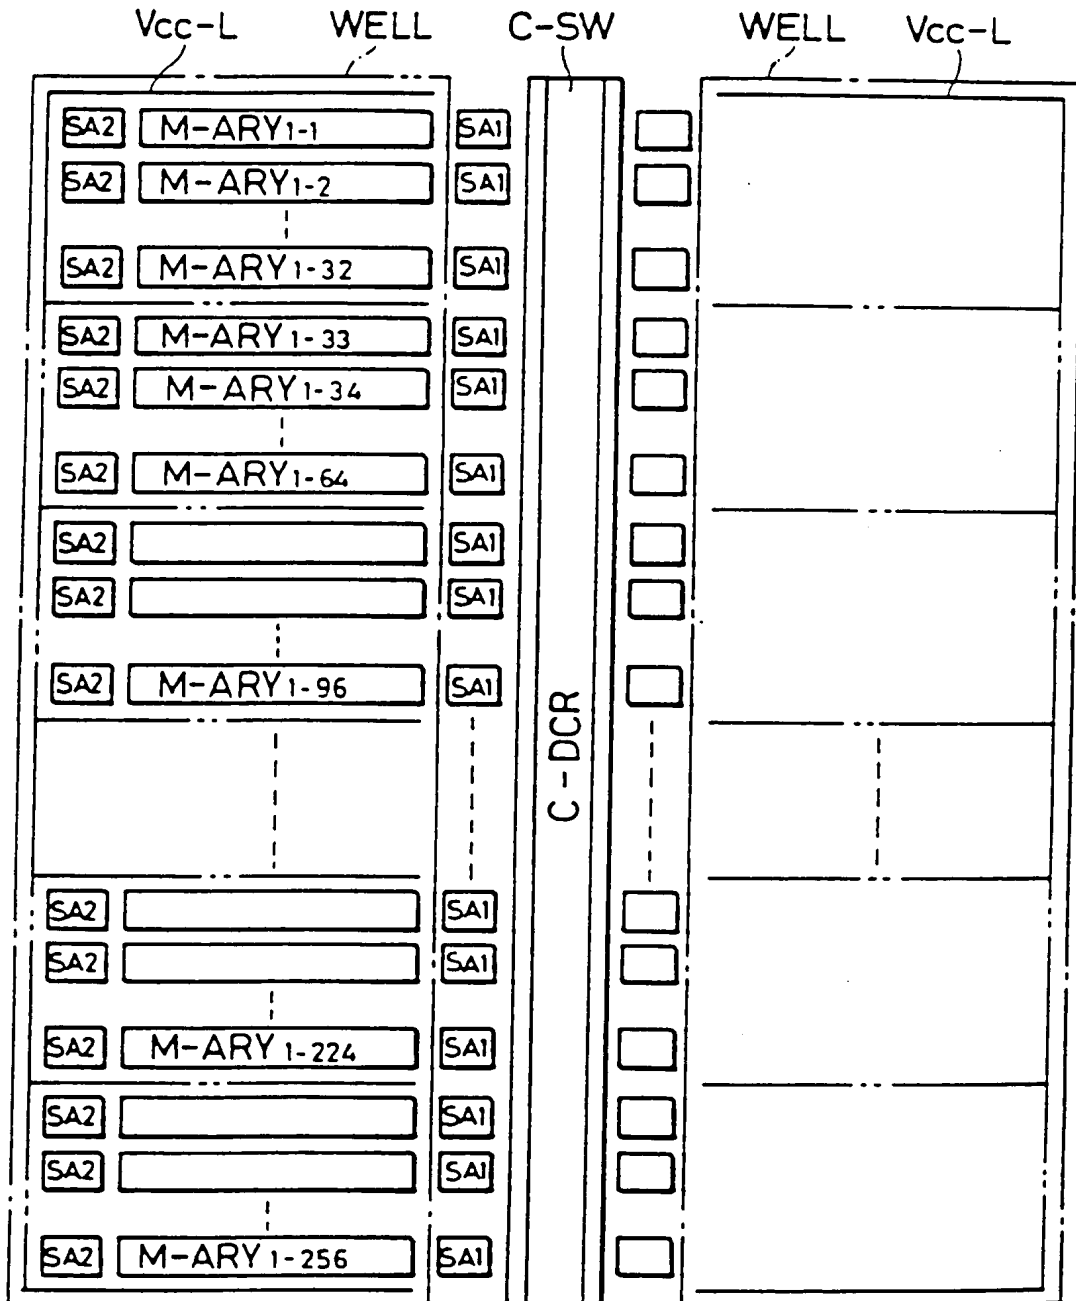 Vcc-L WELL C-SW WELL Vcc-L
SA2 M-ARY1-1 SA1
SA2 M-ARY1-2 SA1
SA2 M-ARY1-32 SA1
SA2 M-ARY1-33 SA1
SA2 M-ARY1-34 SA1
SA2 M-ARY1-64 SA1
SA2 SA1
SA2 SA1
SA2 M-ARY1-96 SA1
C-DCR
SA2 SA1
SA2 SA1
SA2 M-ARY1-224 SA1
SA2 SA1
SA2 SA1
SA2 M-ARY1-256 SA1